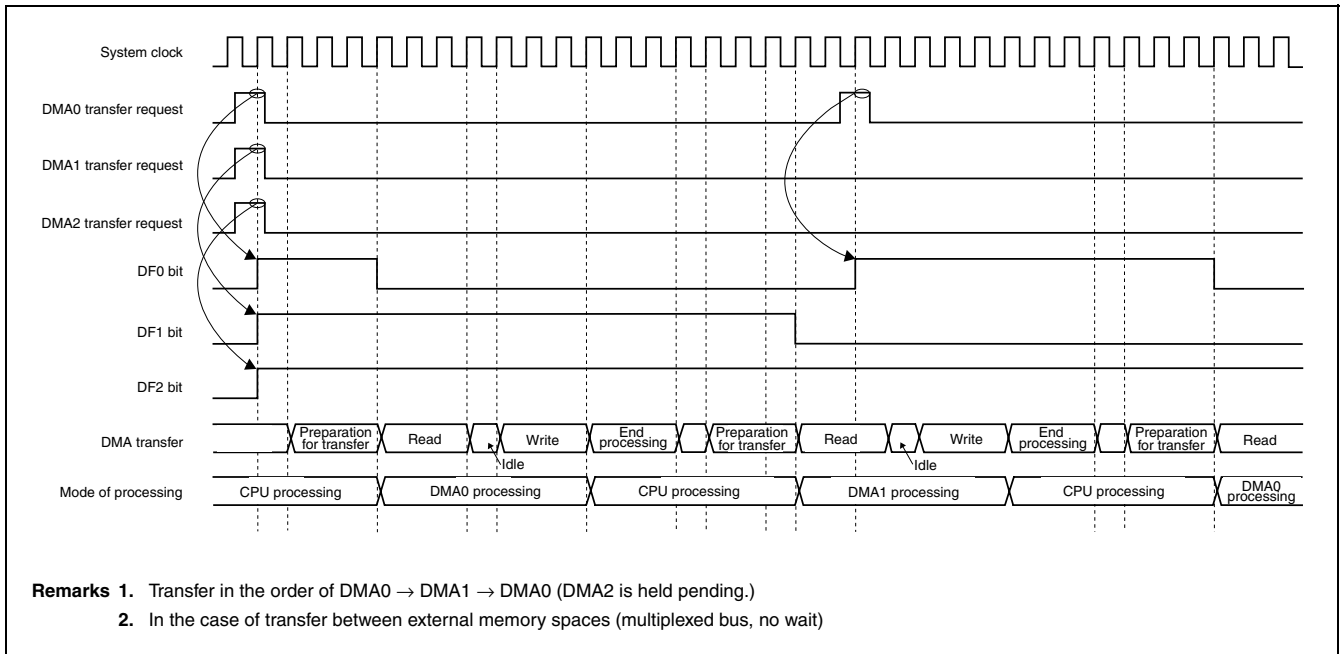 System clock
DMA0 transfer request
DMA1 transfer request
DMA2 transfer request
DF0 bit
DF1 bit
DF2 bit
DMA transfer
Preparation
for transfer
Read
Idle
Write
End
processing
Preparation
for transfer
Read
Idle
Write
End
processing
Preparation
for transfer
Read
Mode of processing
CPU processing
DMA0 processing
CPU processing
DMA1 processing
CPU processing
DMA0
processing
Remarks 1. Transfer in the order of DMA0 → DMA1 → DMA0 (DMA2 is held pending.)
2. In the case of transfer between external memory spaces (multiplexed bus, no wait)